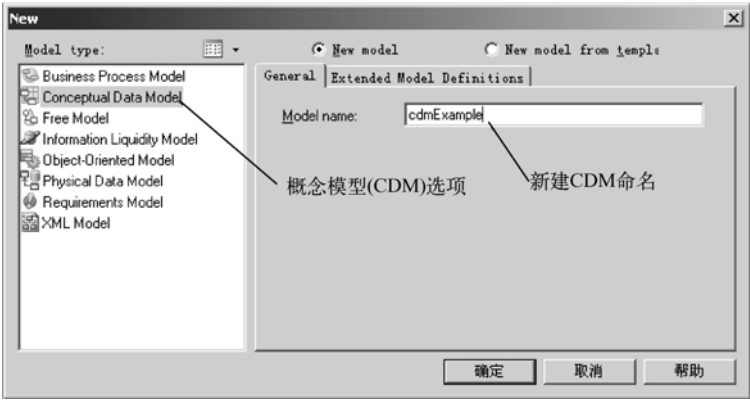 New
Model type:
New model
New model from templa
Business Process Model
Conceptual Data Model
Free Model
Information Liquidity Model
Object-Oriented Model
Physical Data Model
Requirements Model
XML Model
General
Extended Model Definitions
Model name:
cdmExample
概念模型(CDM)选项
新建CDM命名
确定
取消
帮助